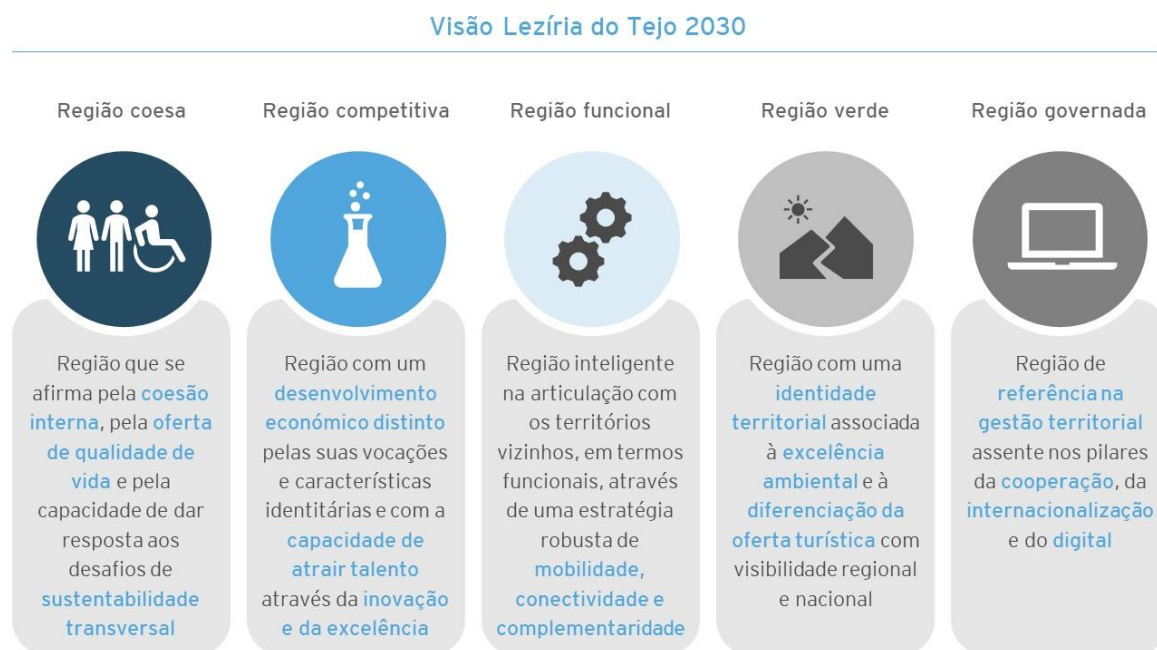 Visão Lezíria do Tejo 2030
Região coesa
Região que se
afirma pela coesão
interna, pela oferta
de qualidade de
vida e pela
capacidade de dar
resposta aos
desafios de
sustentabilidade
transversal
Região competitiva
Região com um
desenvolvimento
económico distinto
pelas suas vocações
e características
identitárias e com a
capacidade de
atrair talento
através da inovação
e da excelência
Região funcional
Região inteligente
na articulação com
os territórios
vizinhos, em termos
funcionais, através
de uma estratégia
robusta de
mobilidade,
conectividade e
complementaridade
Região verde
Região com uma
identidade
territorial associada
à excelência
ambiental e à
diferenciação da
oferta turística com
visibilidade regional
e nacional
Região governada
Região de
referência na
gestão territorial
assente nos pilares
da cooperação, da
internacionalização
e do digital